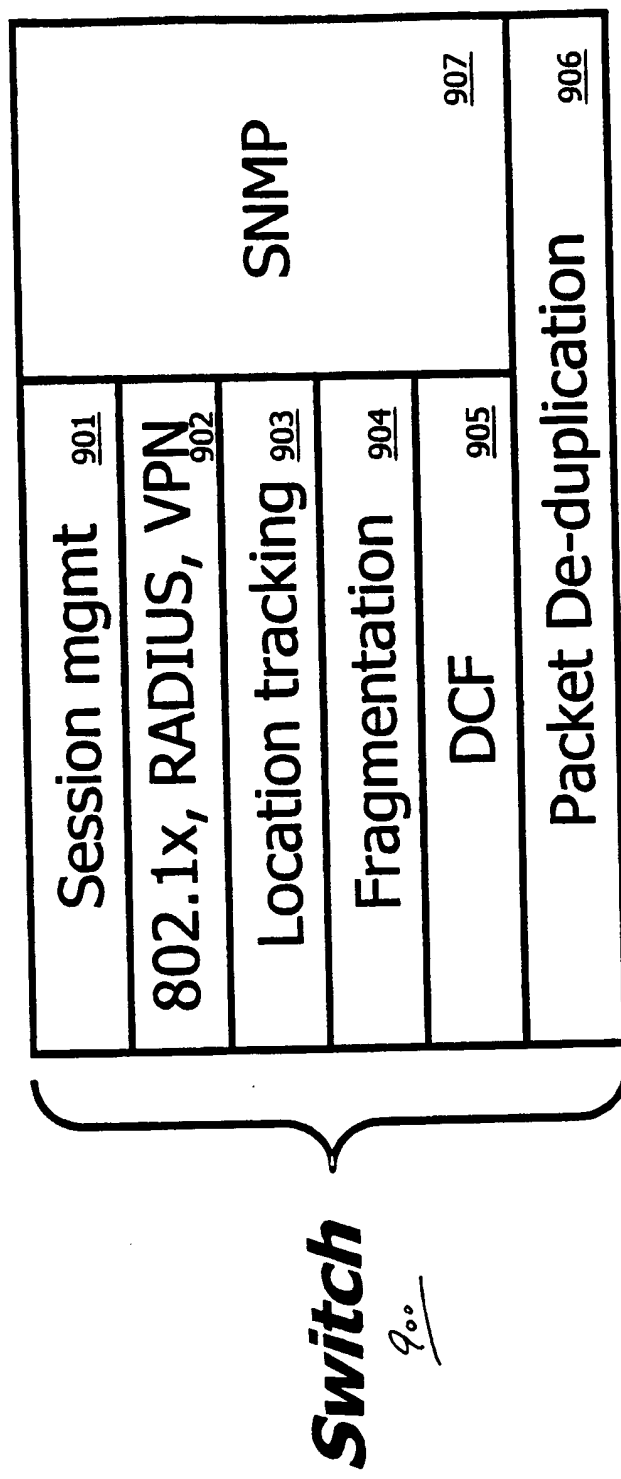 Switch
900
Session mgmt 901
802.1x, RADIUS, VPN 902
Location tracking 903
Fragmentation 904
DCF 905
SNMP 907
Packet De-duplication 906